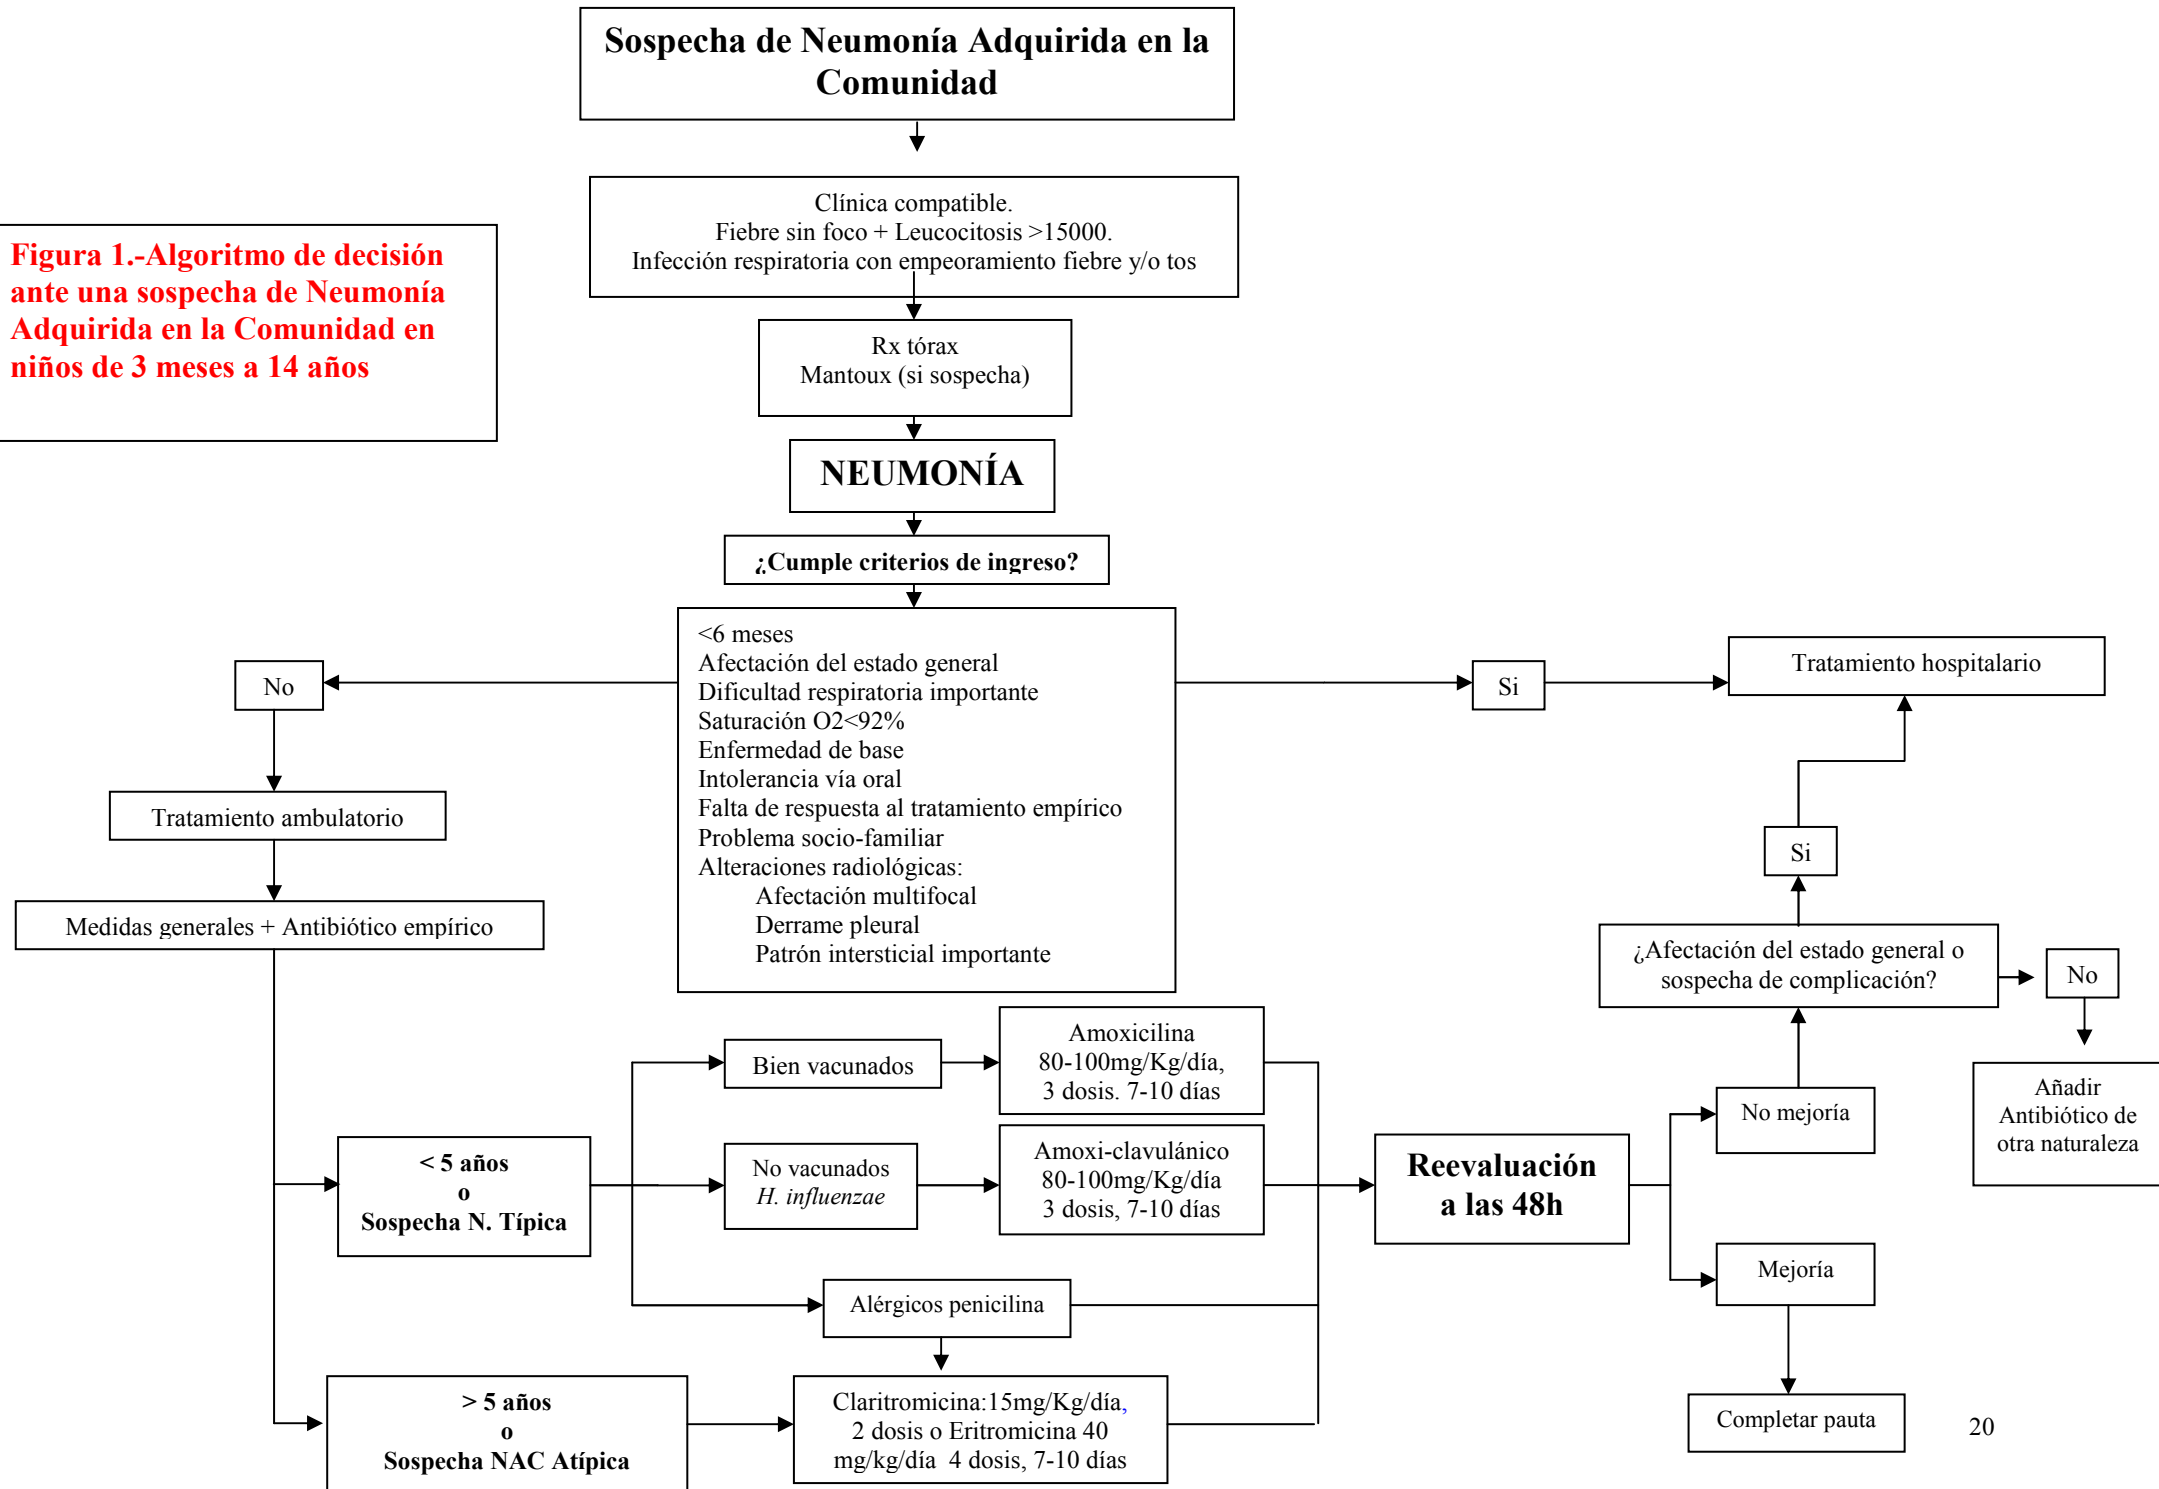 Sospecha de Neumonía Adquirida en la
Comunidad
Clínica compatible.
Fiebre sin foco + Leucocitosis >15000.
Infección respiratoria con empeoramiento fiebre y/o tos
Figura 1.-Algoritmo de decisión
ante una sospecha de Neumonía
Adquirida en la Comunidad en
niños de 3 meses a 14 años
Rx tórax
Mantoux (si sospecha)
NEUMONÍA
¿Cumple criterios de ingreso?
<6 meses
Afectación del estado general
Dificultad respiratoria importante
Saturación O2<92%
Enfermedad de base
Intolerancia vía oral
Falta de respuesta al tratamiento empírico
Problema socio-familiar
Alteraciones radiológicas:
Afectación multifocal
Derrame pleural
Patrón intersticial importante
No
Si
Tratamiento hospitalario
Tratamiento ambulatorio
Medidas generales + Antibiótico empírico
Si
¿Afectación del estado general o
sospecha de complicación?
No
Añadir
Antibiótico de
otra naturaleza
Bien vacunados
Amoxicilina
80-100mg/Kg/día,
3 dosis. 7-10 días
< 5 años
o
Sospecha N. Típica
No vacunados
H. influenzae
Amoxi-clavulánico
80-100mg/Kg/día
3 dosis, 7-10 días
Reevaluación
a las 48h
No mejoría
Mejoría
Alérgicos penicilina
> 5 años
o
Sospecha NAC Atípica
Claritromicina:15mg/Kg/día,
2 dosis o Eritromicina 40
mg/kg/día 4 dosis, 7-10 días
Completar pauta
20